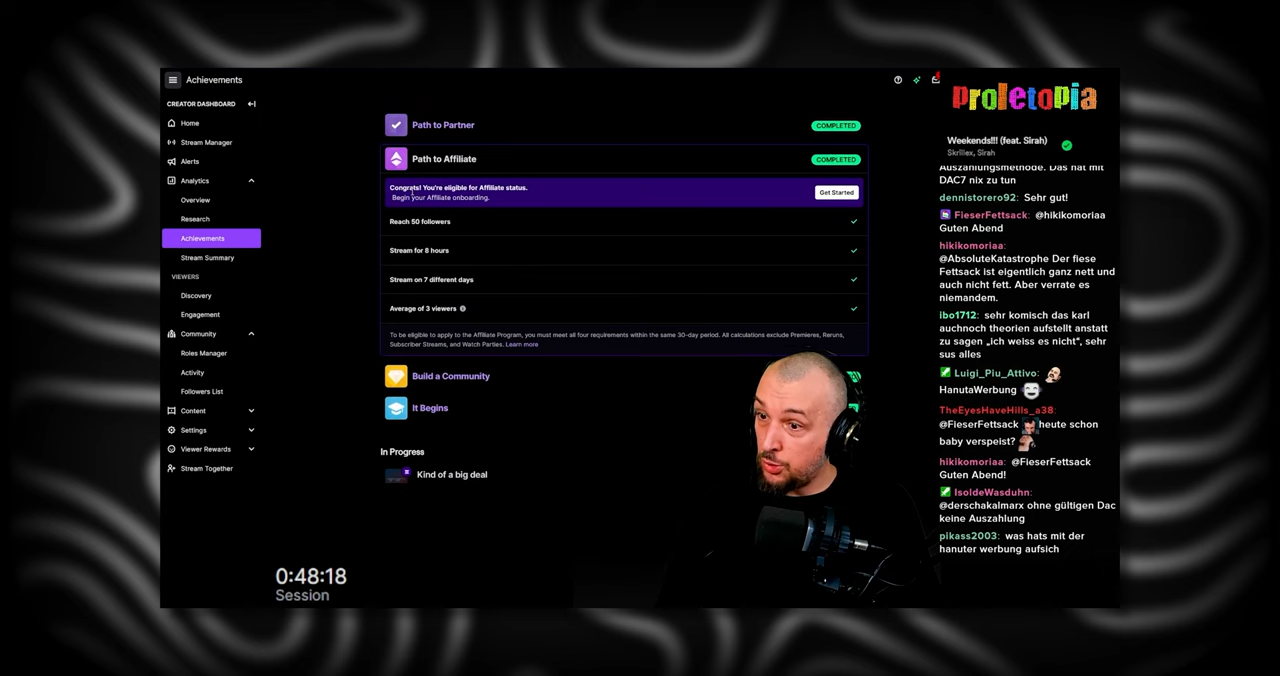 Achievements
CREATOR DASHBOARD
Home
Stream Manager
Alerts
Analytics
Overview
Research
Achievements
Stream Summary
VIEWERS
Discovery
Engagement
Community
Roles Manager
Activity
Followers List
Content
Settings
Viewer Rewards
Stream Together
Path to Partner
COMPLETED
Path to Affiliate
COMPLETED
Congrats! You're eligible for Affiliate status.
Begin your Affiliate onboarding.
Get Started
Reach 50 followers
Stream for 8 hours
Stream on 7 different days
Average of 3 viewers
To be eligible to apply to the Affiliate Program, you must meet all four requirements within the same 30-day period. All calculations exclude Premieres, Reruns,
Subscriber Streams, and Watch Parties. Learn more
Build a Community
It Begins
In Progress
Kind of a big deal
0:48:18
Session
PROLETOPIA
Weekends!!! (feat. Sirah)
Skrillex, Sirah
Auszahlungsmethode. Das hat mit
DAC7 nix zu tun
dennistorero92: Sehr gut!
FieserFettsack: @hikikomoriaa
Guten Abend
hikikomoriaa:
@AbsoluteKatastrophe Der fiese
Fettsack ist eigentlich ganz nett und
auch nicht fett. Aber verrate es
niemandem.
ibo1712: sehr komisch das karl
auchnoch theorien aufstellt anstatt
zu sagen „ich weiss es nicht", sehr
sus alles
Luigi_Piu_Attivo:
HanutaWerbung
TheEyesHaveHills_a38:
@FieserFettsack heute schon
baby verspeist?
hikikomoriaa: @FieserFettsack
Guten Abend!
IsoldeWasduhn:
@derschakalmarx ohne gültigen Dac
keine Auszahlung
pikass2003: was hats mit der
hanuter werbung aufsich